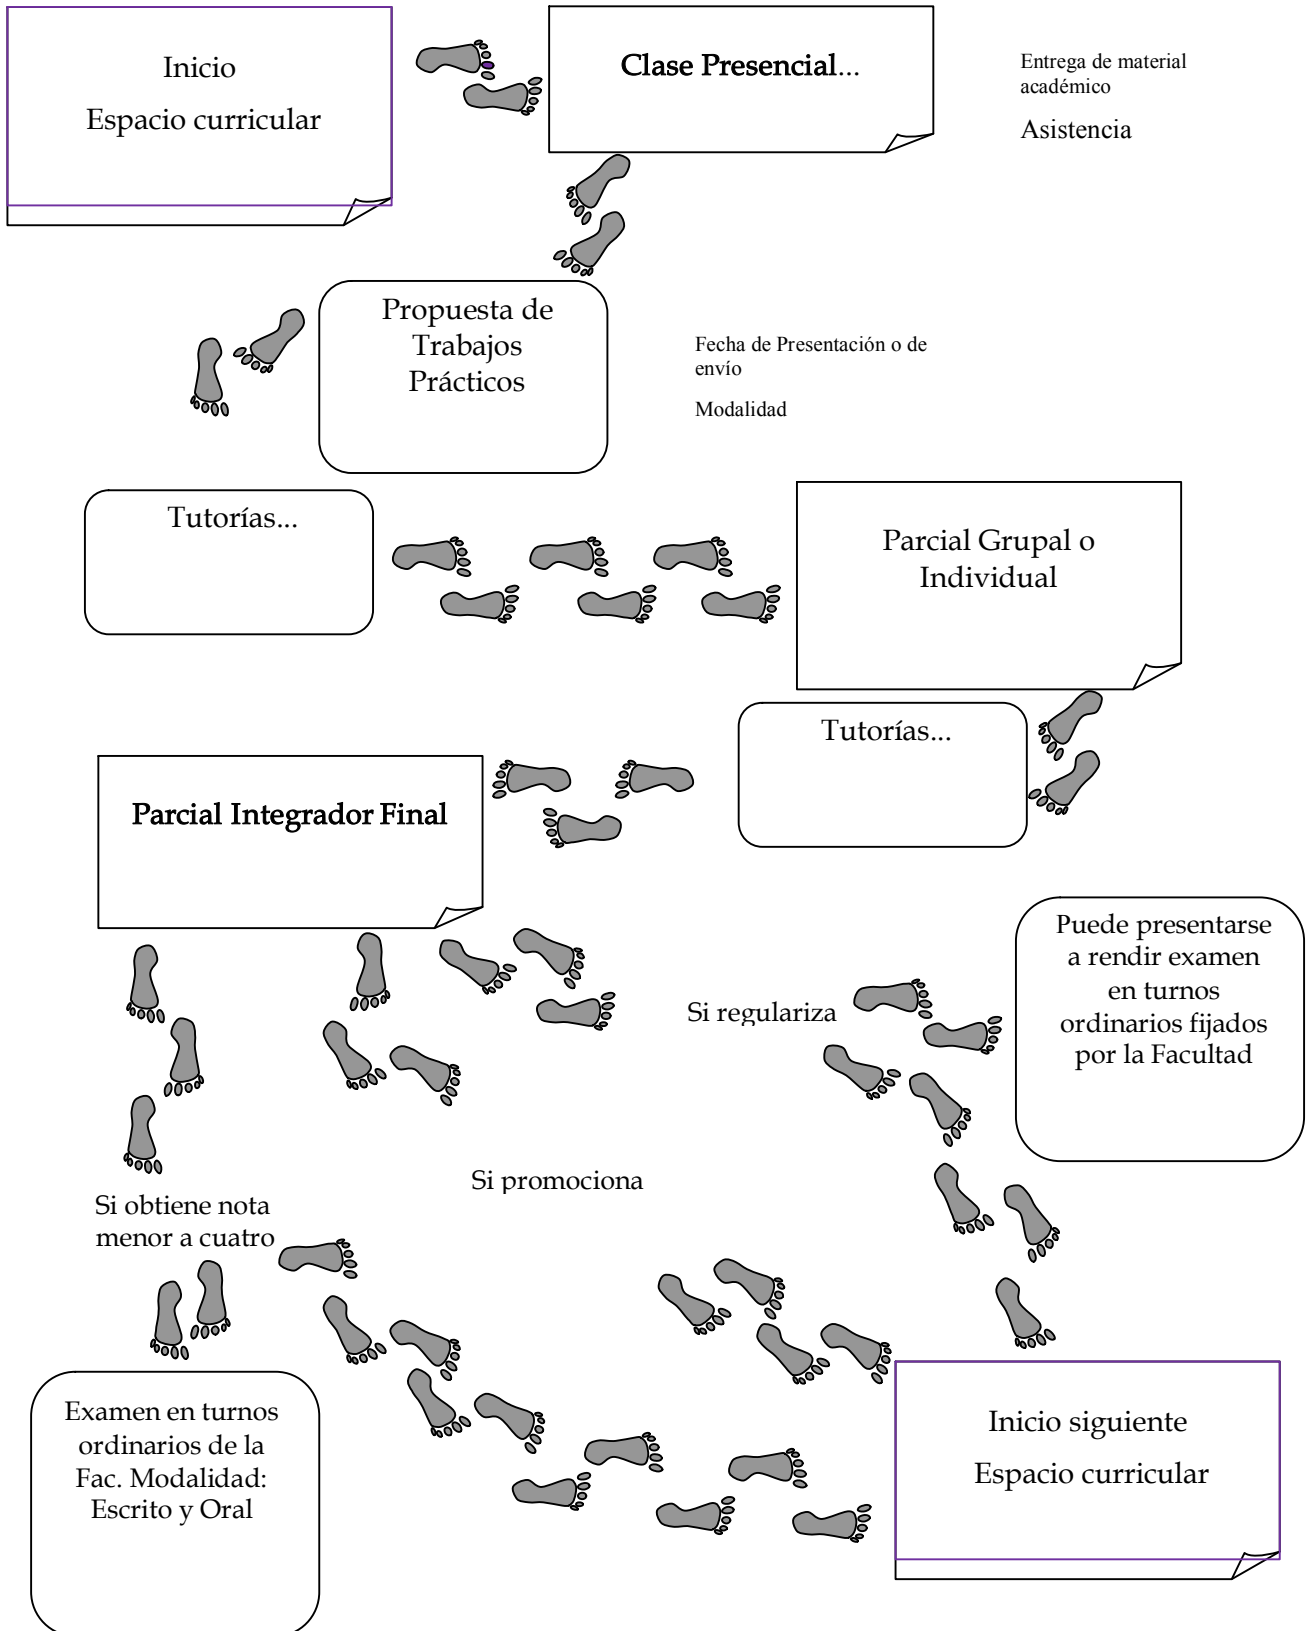 Inicio
Espacio curricular
Clase Presencial...
Entrega de material
académico
Asistencia
Propuesta de
Trabajos
Prácticos
Fecha de Presentación o de
envío
Modalidad
Tutorías...
Parcial Grupal o
Individual
Tutorías...
Parcial Integrador Final
Puede presentarse
a rendir examen
en turnos
ordinarios fijados
por la Facultad
Si regulariza
Si promociona
Si obtiene nota
menor a cuatro
Examen en turnos
ordinarios de la
Fac. Modalidad:
Escrito y Oral
Inicio siguiente
Espacio curricular